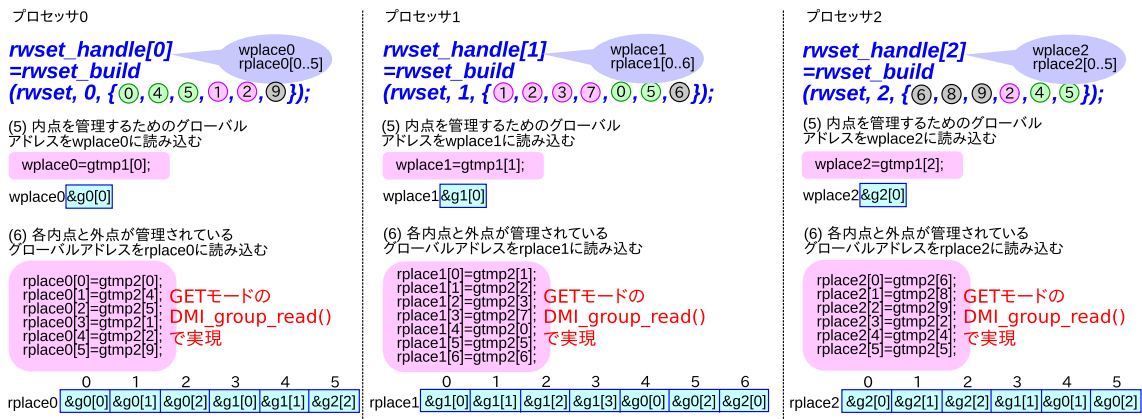 プロセッサ0
rwset_handle[0]
=rwset_build
(rwset, 0, {0,4,5,1,2,9});
wplace0
rplace0[0..5]
(5) 内点を管理するためのグローバル
アドレスをwplace0に読み込む
wplace0=gtmp1[0];
wplace0 &g0[0]
(6) 各内点と外点が管理されている
グローバルアドレスをrplace0に読み込む
rplace0[0]=gtmp2[0];
rplace0[1]=gtmp2[4];
rplace0[2]=gtmp2[5];
rplace0[3]=gtmp2[1];
rplace0[4]=gtmp2[2];
rplace0[5]=gtmp2[9];
GETモードの
DMI_group_read()
で実現
0 1 2 3 4 5
rplace0 &g0[0] &g0[1] &g0[2] &g1[0] &g1[1] &g2[2]
プロセッサ1
rwset_handle[1]
=rwset_build
(rwset, 1, {1,2,3,7,0,5,6});
wplace1
rplace1[0..6]
(5) 内点を管理するためのグローバル
アドレスをwplace1に読み込む
wplace1=gtmp1[1];
wplace1 &g1[0]
(6) 各内点と外点が管理されている
グローバルアドレスをrplace1に読み込む
rplace1[0]=gtmp2[1];
rplace1[1]=gtmp2[2];
rplace1[2]=gtmp2[3];
rplace1[3]=gtmp2[7];
rplace1[4]=gtmp2[0];
rplace1[5]=gtmp2[5];
rplace1[6]=gtmp2[6];
GETモードの
DMI_group_read()
で実現
0 1 2 3 4 5 6
rplace1 &g1[0] &g1[1] &g1[2] &g1[3] &g0[0] &g0[2] &g2[0]
プロセッサ2
rwset_handle[2]
=rwset_build
(rwset, 2, {6,8,9,2,4,5});
wplace2
rplace2[0..5]
(5) 内点を管理するためのグローバル
アドレスをwplace2に読み込む
wplace2=gtmp1[2];
wplace2 &g2[0]
(6) 各内点と外点が管理されている
グローバルアドレスをrplace2に読み込む
rplace2[0]=gtmp2[6];
rplace2[1]=gtmp2[8];
rplace2[2]=gtmp2[9];
rplace2[3]=gtmp2[2];
rplace2[4]=gtmp2[4];
rplace2[5]=gtmp2[5];
GETモードの
DMI_group_read()
で実現
0 1 2 3 4 5
rplace2 &g2[0] &g2[1] &g2[2] &g1[1] &g0[1] &g0[2]